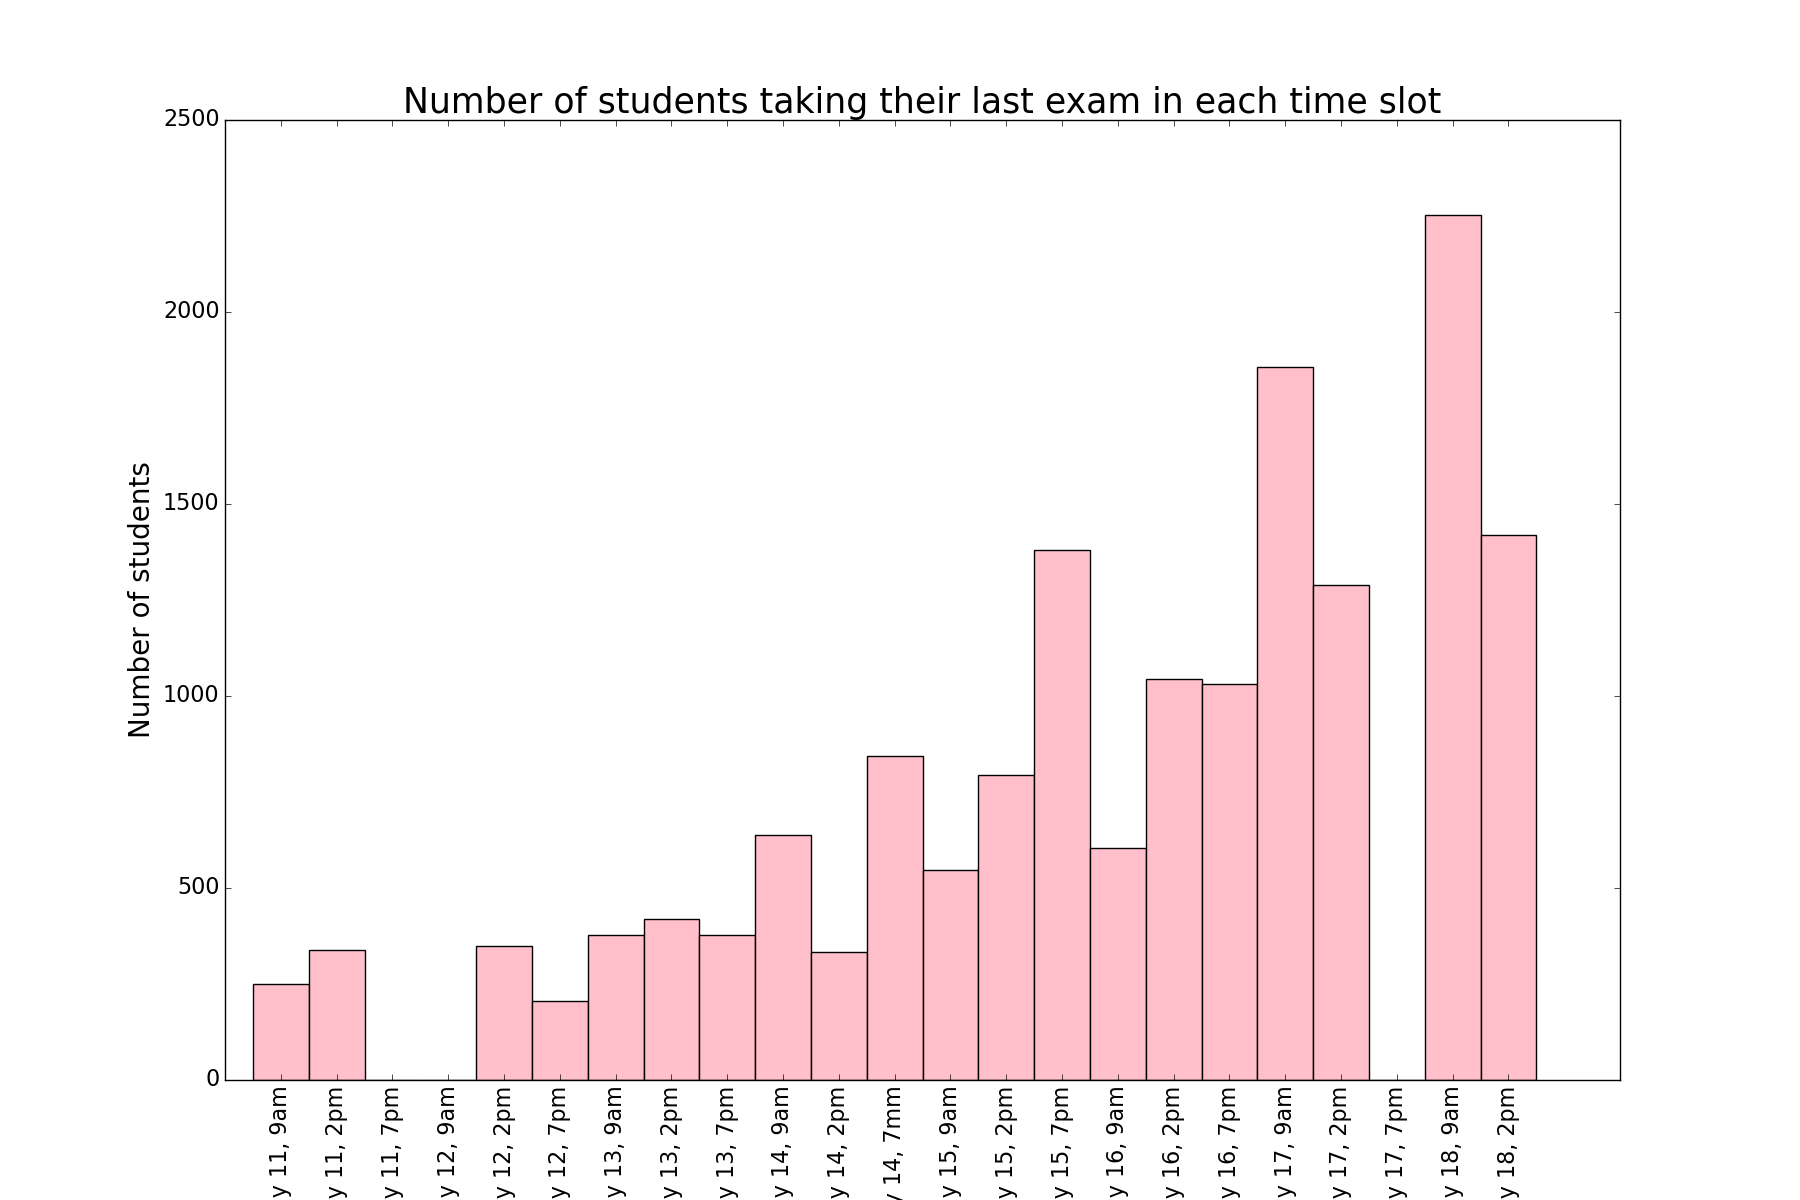 Number of students taking their last exam in each time slot
Number of students
2500
2000
1500
1000
500
0
y 11, 9am
y 11, 2pm
y 11, 7pm
y 12, 9am
y 12, 2pm
y 12, 7pm
y 13, 9am
y 13, 2pm
y 13, 7pm
y 14, 9am
y 14, 2pm
y 14, 7mm
y 15, 9am
y 15, 2pm
y 15, 7pm
y 16, 9am
y 16, 2pm
y 16, 7pm
y 17, 9am
y 17, 2pm
y 17, 7pm
y 18, 9am
y 18, 2pm